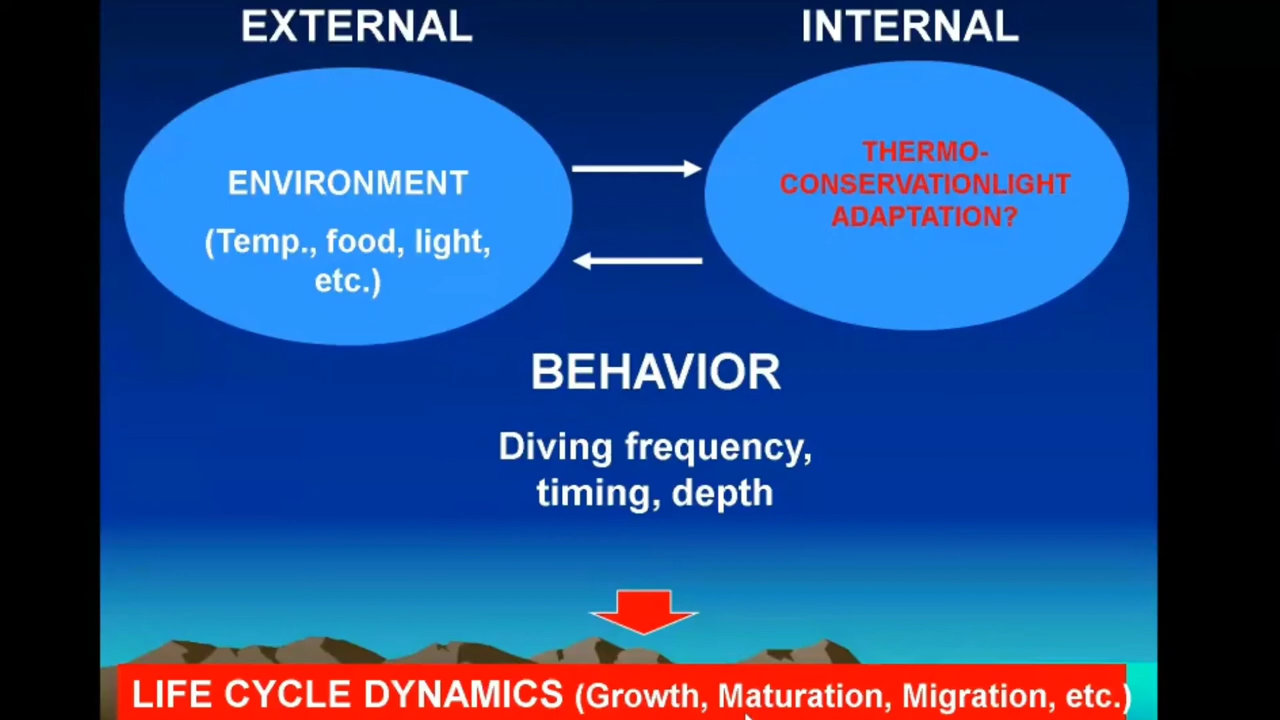 EXTERNAL
INTERNAL
ENVIRONMENT
(Temp., food, light,
etc.)
THERMO-
CONSERVATIONLIGHT
ADAPTATION?
BEHAVIOR
Diving frequency,
timing, depth
LIFE CYCLE DYNAMICS (Growth, Maturation, Migration, etc.)